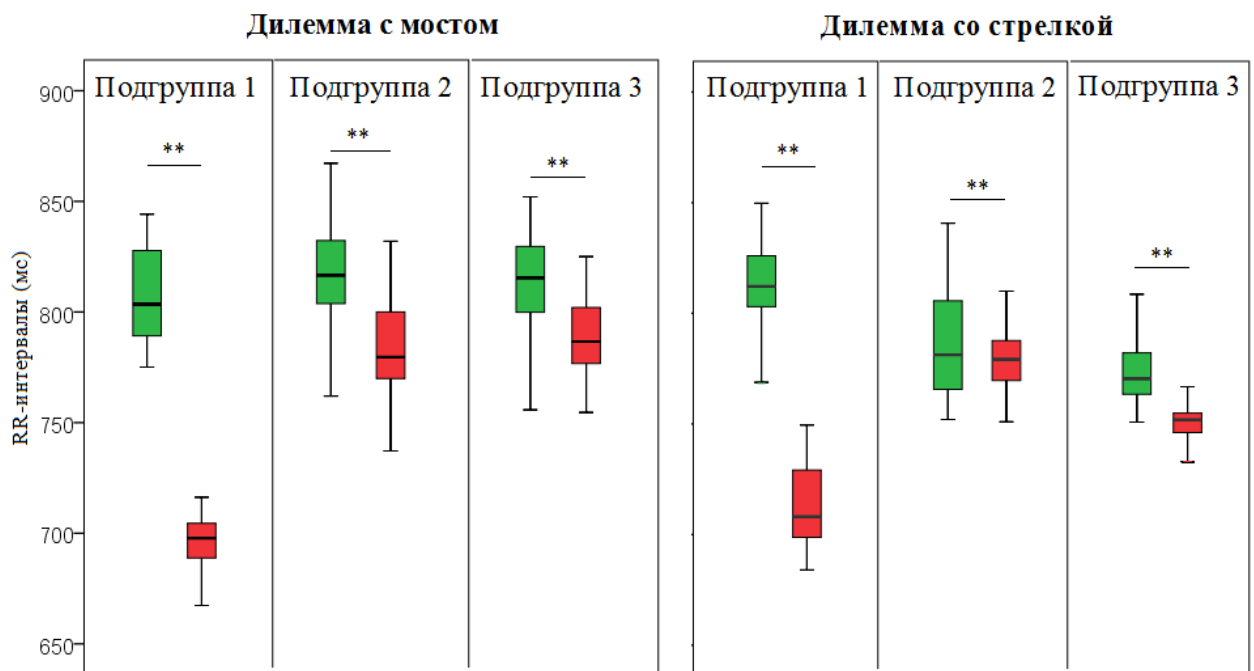 Дилемма с мостом
Дилемма со стрелкой
Подгруппа 1
Подгруппа 2
Подгруппа 3
Подгруппа 1
Подгруппа 2
Подгруппа 3
**
**
**
**
**
**
RR-интервалы (мс)
900
850
800
750
700
650